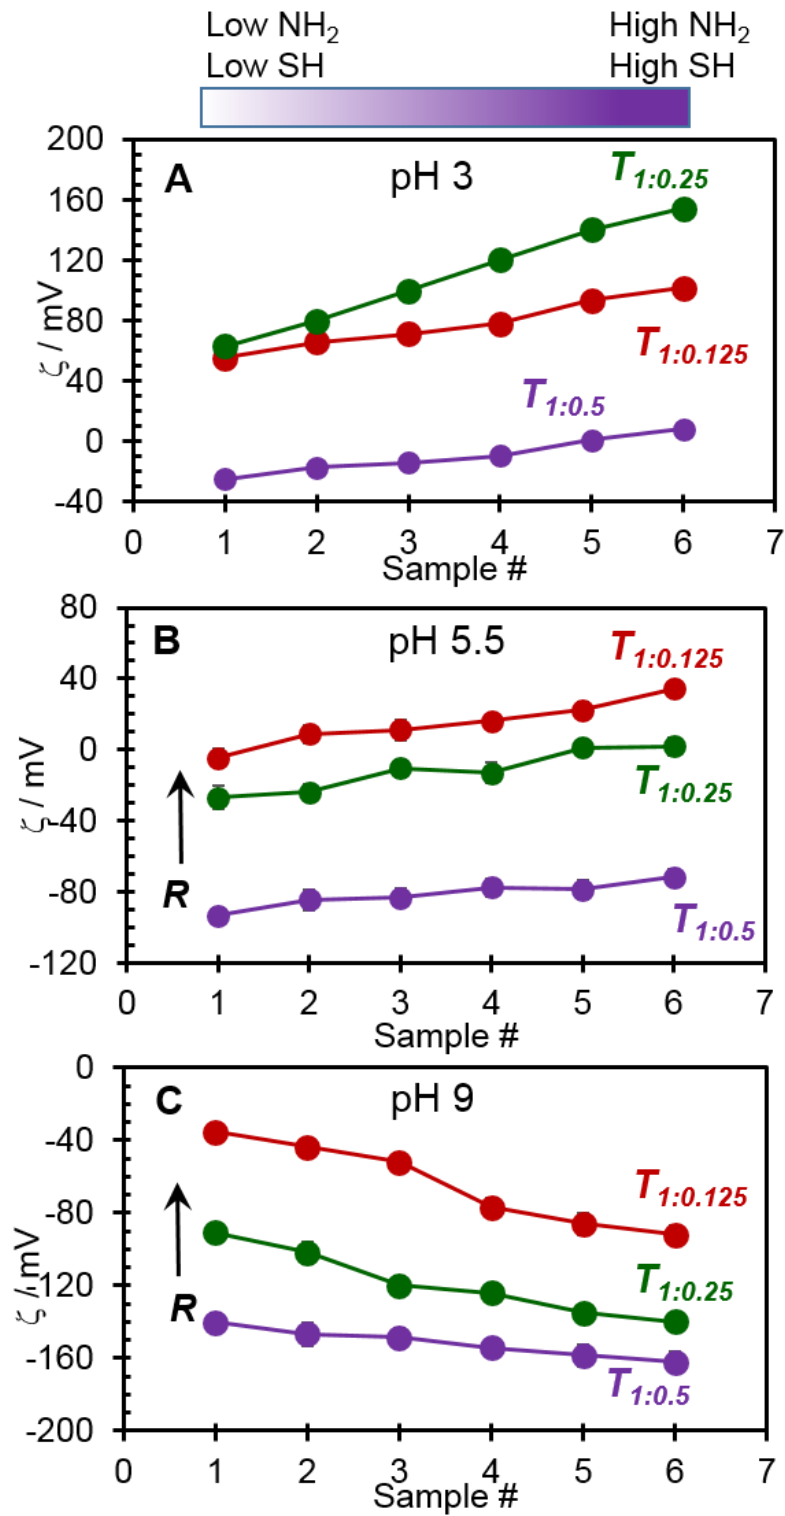 Low NH2 High NH2
Low SH High SH
200
A pH 3 T1:0.25
160
120
80
T1:0.125
40
T1:0.5
0
-40
ζ / mV
0 1 2 3 4 5 6 7
Sample #
80
B pH 5.5 T1:0.125
40
0
T1:0.25
-40
-80
R
T1:0.5
-120
ζ / mV
0 1 2 3 4 5 6 7
Sample #
0
C pH 9
-40
T1:0.125
-80
-120
T1:0.25
R
-160
T1:0.5
-200
ζ / mV
0 1 2 3 4 5 6 7
Sample #